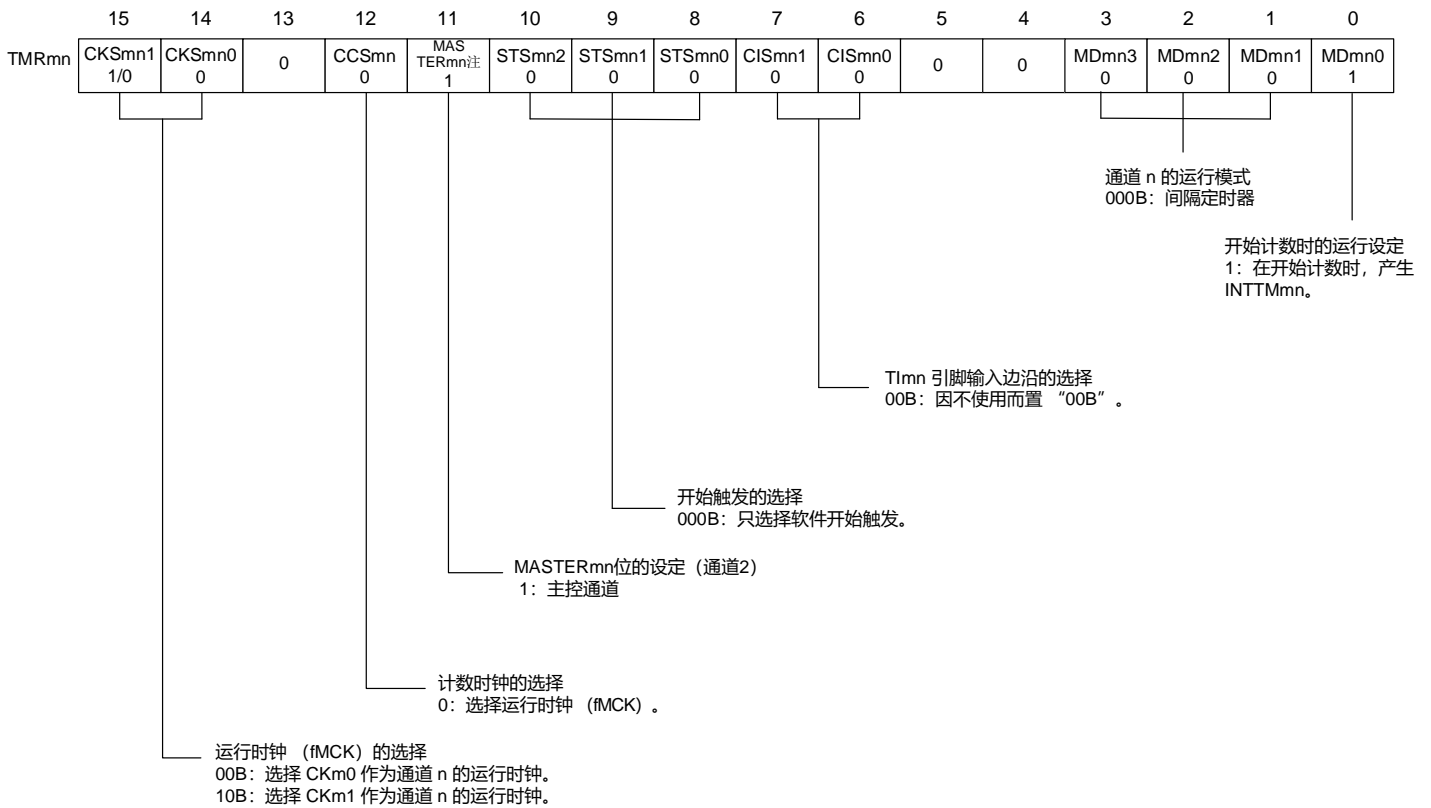 15 14 13 12 11 10 9 8 7 6 5 4 3 2 1 0
TMRmn
CKSmn1 CKSmn0 0 CCSmn MAS TERmn注 STSmn2 STSmn1 STSmn0 CISmn1 CISmn0 0 0 MDmn3 MDmn2 MDmn1 MDmn0
1/0 0 0 1 0 0 0 0 0 0 0 0 1
通道 n 的运行模式
000B：间隔定时器
开始计数时的运行设定
1：在开始计数时，产生
INTTMmn。
TImn 引脚输入边沿的选择
00B：因不使用而置 “00B”。
开始触发的选择
000B：只选择软件开始触发。
MASTERmn位的设定（通道2）
1：主控通道
计数时钟的选择
0：选择运行时钟 （fMCK）。
运行时钟 （fMCK）的选择
00B：选择 CKm0 作为通道 n 的运行时钟。
10B：选择 CKm1 作为通道 n 的运行时钟。